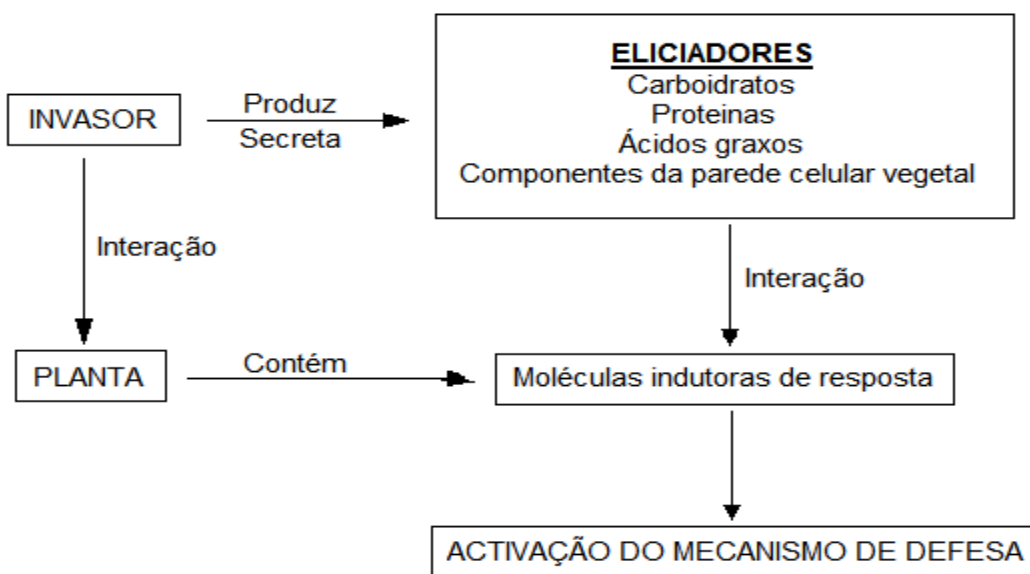 ELICIADORES
Carboidratos
Proteinas
Ácidos graxos
Componentes da parede celular vegetal
INVASOR
Produz
Secreta
Interação
Interação
PLANTA
Contém
Moléculas indutoras de resposta
ACTIVAÇÃO DO MECANISMO DE DEFESA